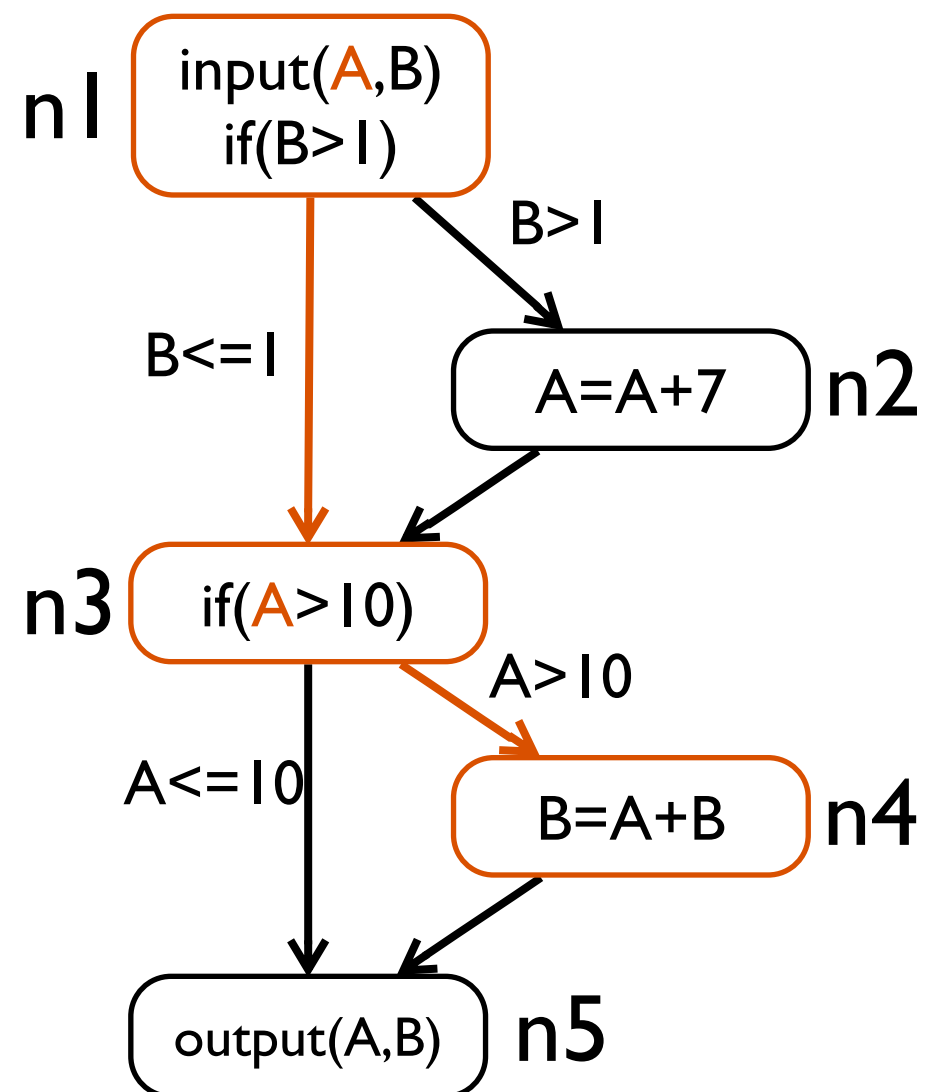 n1
input(A,B)
if(B>1)
B>1
B<=1
A=A+7
n2
n3
if(A>10)
A>10
A<=10
B=A+B
n4
output(A,B)
n5